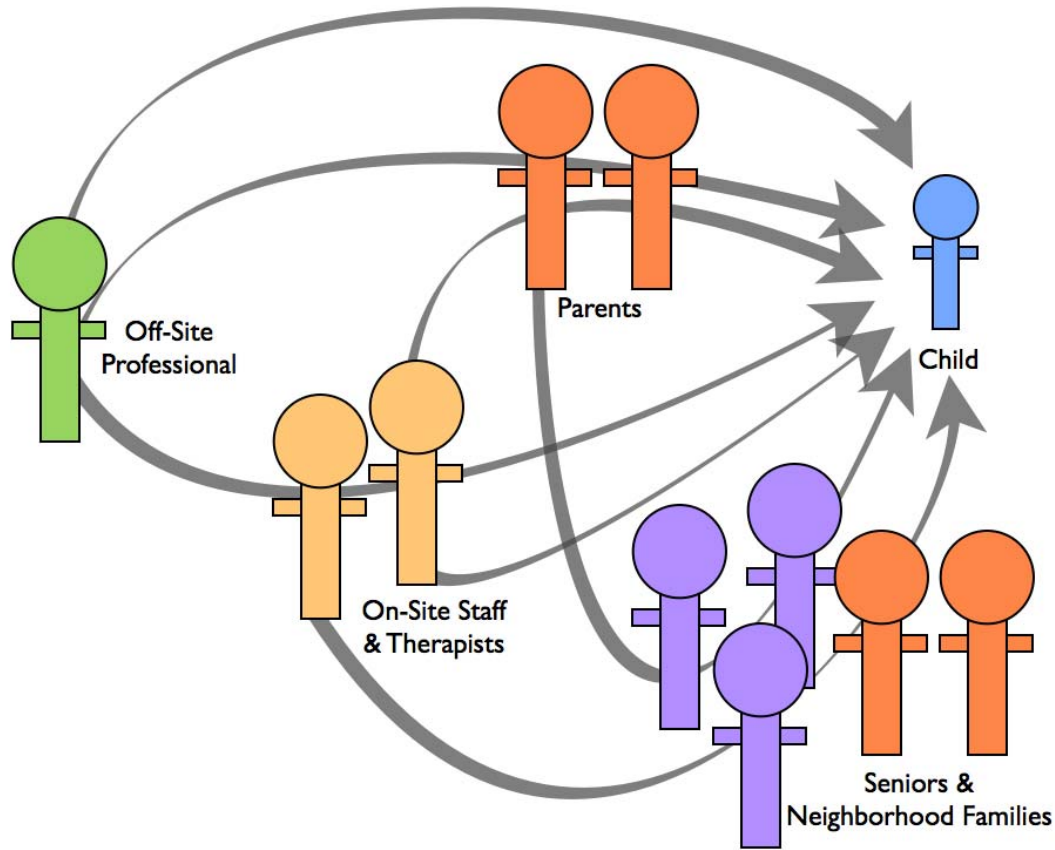 Parents
Off-Site
Professional
Child
On-Site Staff
& Therapists
Seniors &
Neighborhood Families